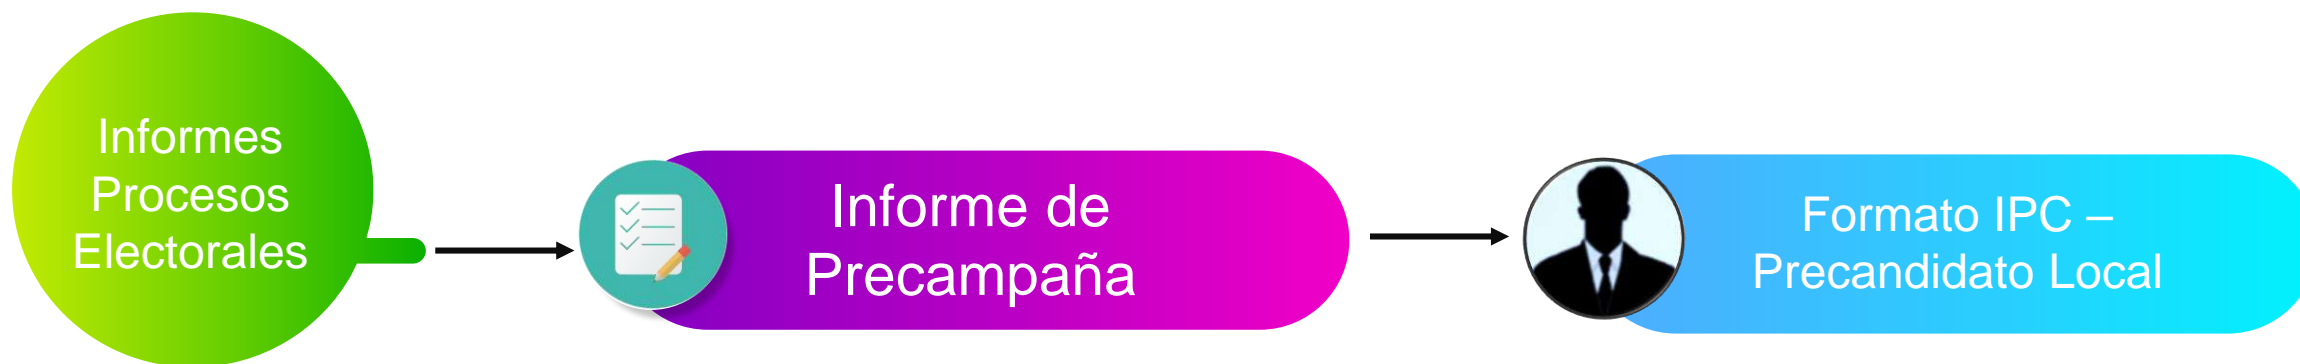 Informes
Procesos
Electorales
Informe de
Precampaña
Formato IPC –
Precandidato Local